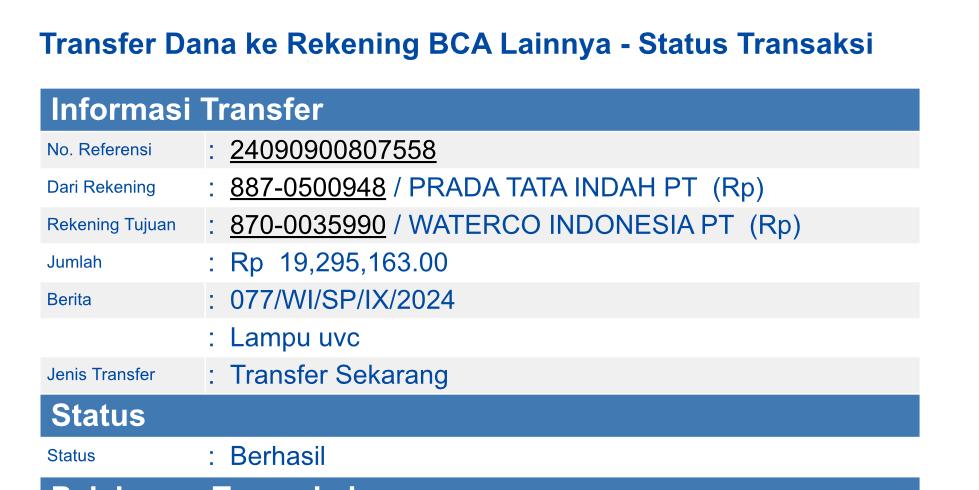 Transfer Dana ke Rekening BCA Lainnya - Status Transaksi
Informasi Transfer
No. Referensi : 24090900807558
Dari Rekening : 887-0500948 / PRADA TATA INDAH PT (Rp)
Rekening Tujuan : 870-0035990 / WATERCO INDONESIA PT (Rp)
Jumlah : Rp 19,295,163.00
Berita : 077/WI/SP/IX/2024
: Lampu uvc
Jenis Transfer : Transfer Sekarang
Status
Status : Berhasil